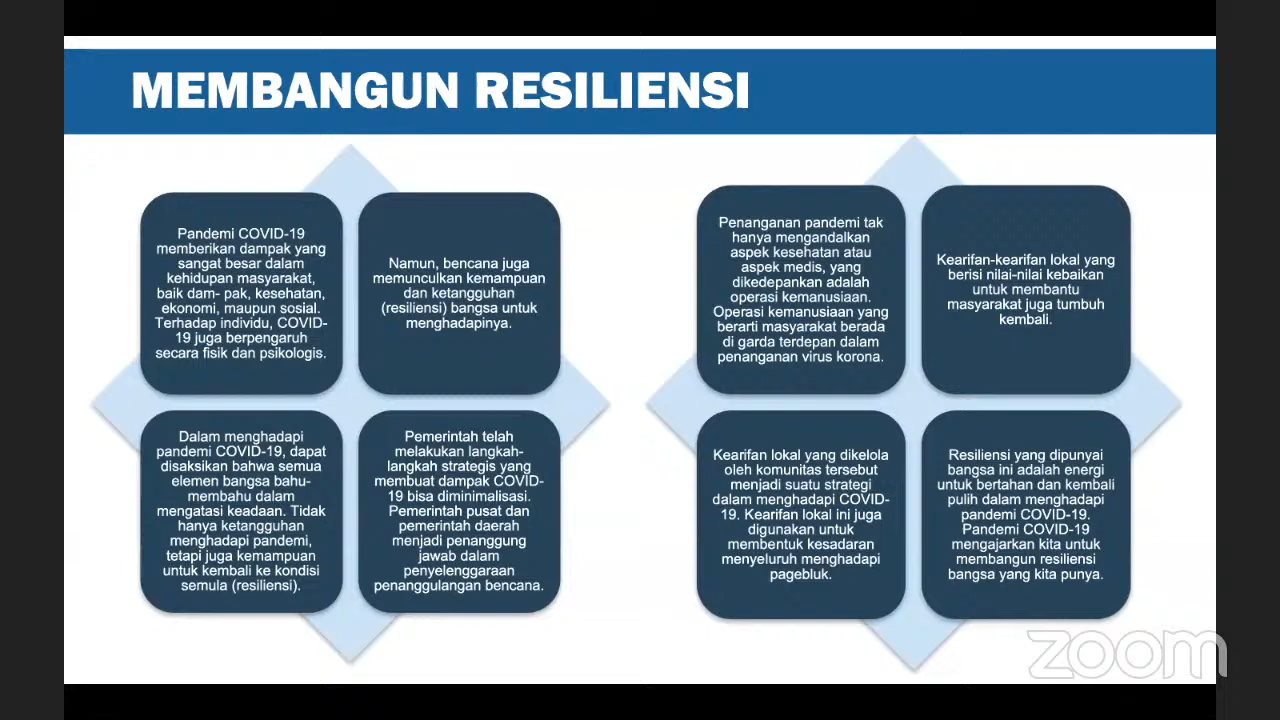 MEMBANGUN RESILIENSI
Pandemi COVID-19
memberikan dampak yang
sangat besar dalam
kehidupan masyarakat,
baik dam- pak, kesehatan,
ekonomi, maupun sosial.
Terhadap individu, COVID-
19 juga berpengaruh
secara fisik dan psikologis.
Namun, bencana juga
memunculkan kemampuan
dan ketangguhan
(resiliensi) bangsa untuk
menghadapinya.
Dalam menghadapi
pandemi COVID-19, dapat
disaksikan bahwa semua
elemen bangsa bahu-
membahu dalam
mengatasi keadaan. Tidak
hanya ketangguhan
menghadapi pandemi,
tetapi juga kemampuan
untuk kembali ke kondisi
semula (resiliensi).
Pemerintah telah
melakukan langkah-
langkah strategis yang
membuat dampak COVID-
19 bisa diminimalisasi.
Pemerintah pusat dan
pemerintah daerah
menjadi penanggung
jawab dalam
penyelenggaraan
penanggulangan bencana.
Penanganan pandemi tak
hanya mengandalkan
aspek kesehatan atau
aspek medis, yang
dikedepankan adalah
operasi kemanusiaan.
Operasi kemanusiaan yang
berarti masyarakat berada
di garda terdepan dalam
penanganan virus korona.
Kearifan-kearifan lokal yang
berisi nilai-nilai kebaikan
untuk membantu
masyarakat juga tumbuh
kembali.
Kearifan lokal yang dikelola
oleh komunitas tersebut
menjadi suatu strategi
dalam menghadapi COVID-
19. Kearifan lokal ini juga
digunakan untuk
membentuk kesadaran
menyeluruh menghadapi
pagebluk.
Resiliensi yang dipunyai
bangsa ini adalah energi
untuk bertahan dan kembali
pulih dalam menghadapi
pandemi COVID-19.
Pandemi COVID-19
mengajarkan kita untuk
membangun resiliensi
bangsa yang kita punya.
zoom